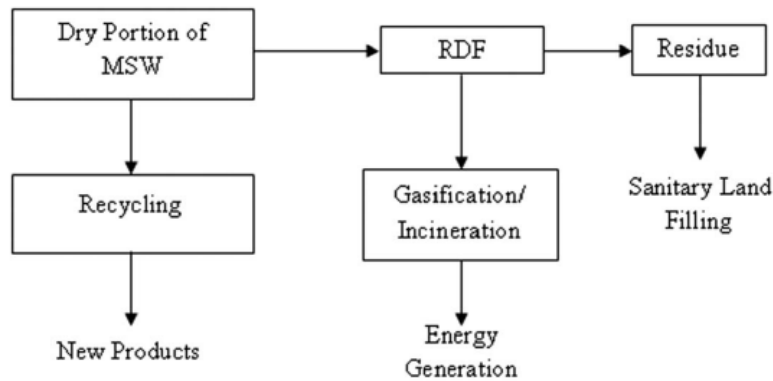 Dry Portion of
MSW
RDF
Residue
Recycling
Gasification/
Incineration
Sanitary Land
Filling
New Products
Energy
Generation